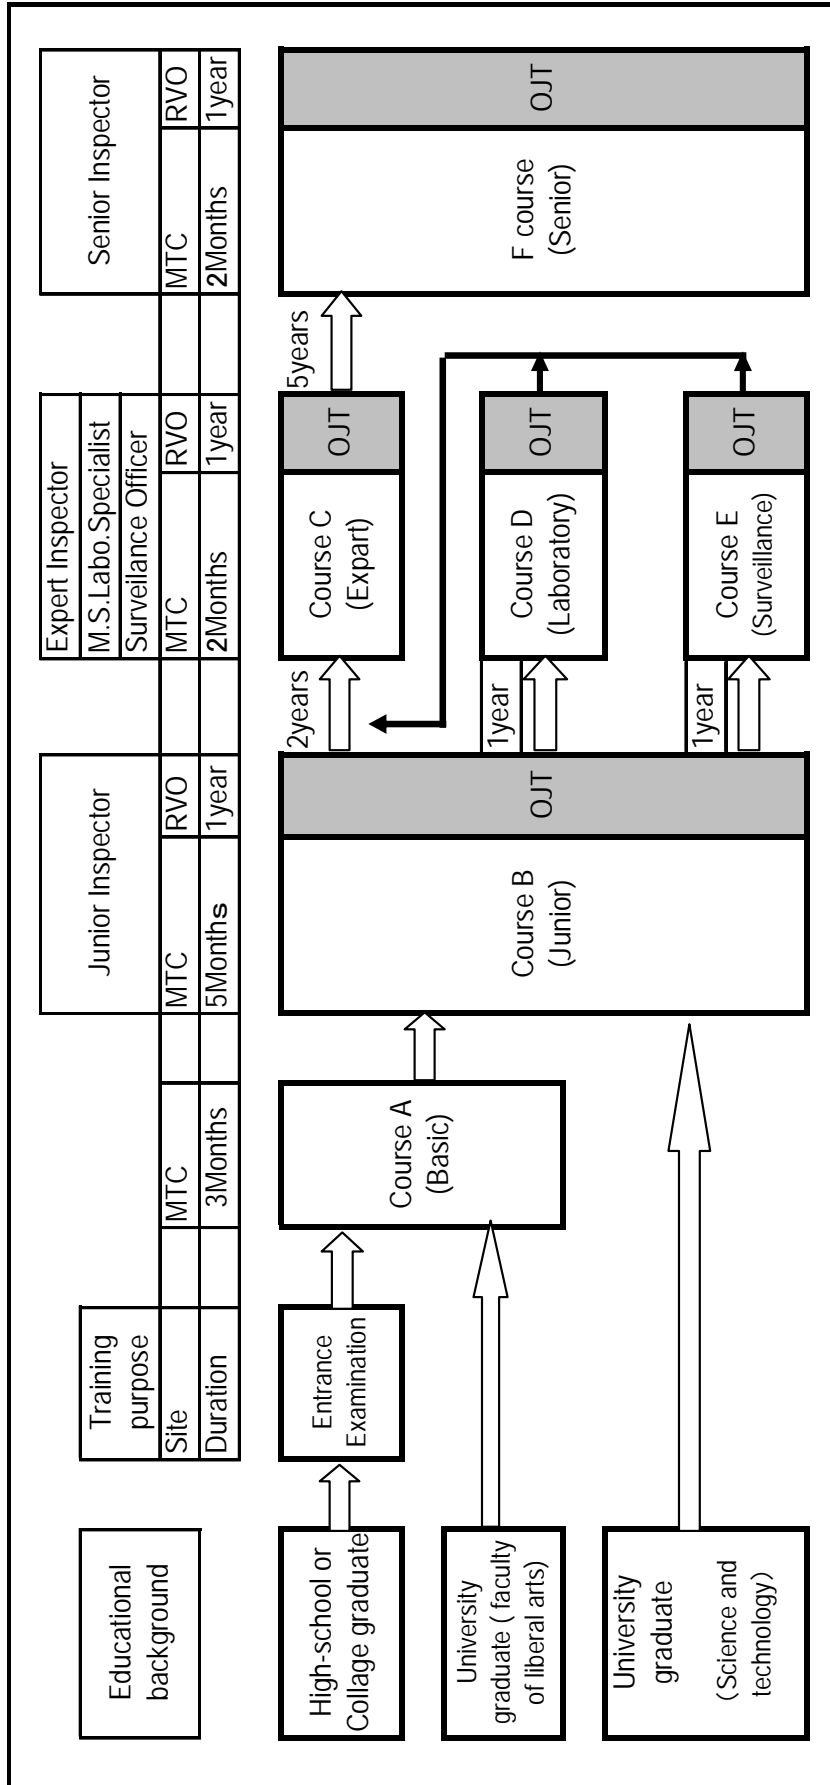 Educational
background
Training
purpose
Site
Duration
MTC
3Months
Junior Inspector
MTC
RVO
5Months
1year
Expert Inspector
M.S.Labo.Specialist
Surveilance Officer
MTC
RVO
2Months
1year
Senior Inspector
MTC
RVO
2Months
1year
High-school or
Collage graduate
Entrance
Examination
University
graduate ( faculty
of liberal arts)
University
graduate
(Science and
technology)
Course A
(Basic)
Course B
(Junior)
OJT
2years
1year
1year
Course C
(Expart)
OJT
Course D
(Laboratory)
OJT
Course E
(Surveillance)
OJT
5years
F course
(Senior)
OJT